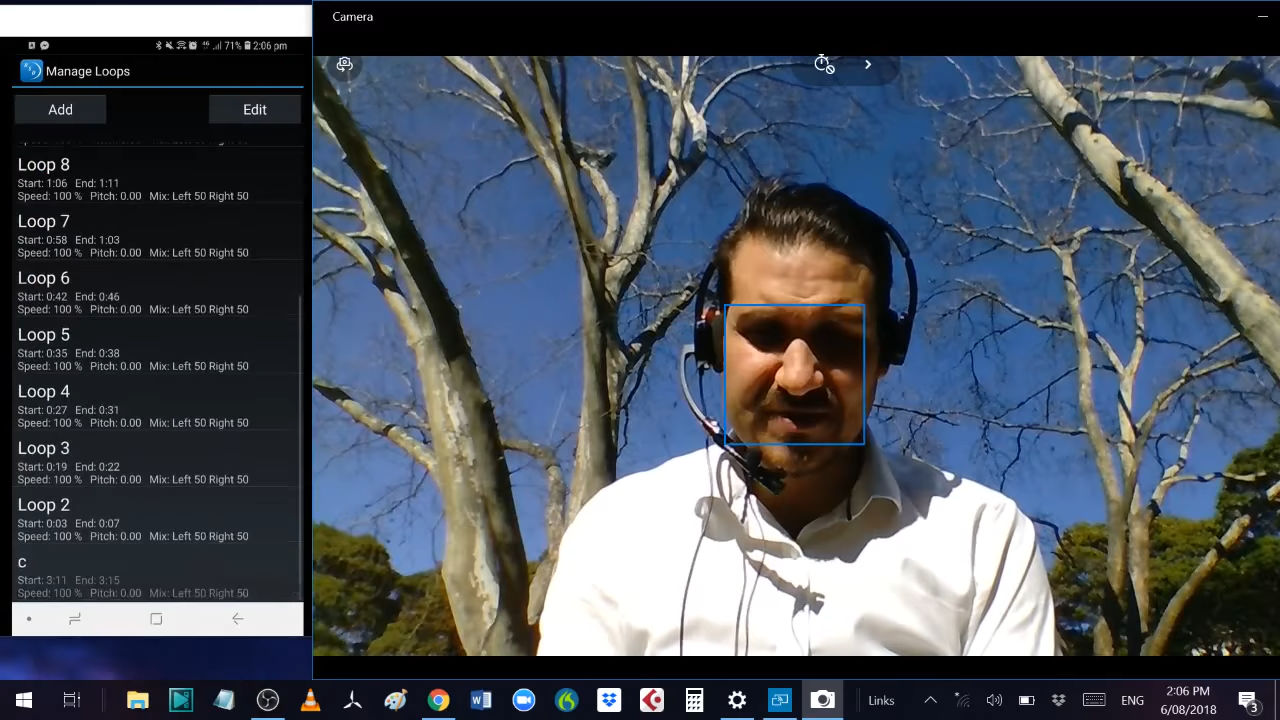 Camera
4G 71% 2:06 pm
Manage Loops
Add Edit
Loop 8
Start: 1:06 End: 1:11
Speed: 100 % Pitch: 0.00 Mix: Left 50 Right 50
Loop 7
Start: 0:58 End: 1:03
Speed: 100 % Pitch: 0.00 Mix: Left 50 Right 50
Loop 6
Start: 0:42 End: 0:46
Speed: 100 % Pitch: 0.00 Mix: Left 50 Right 50
Loop 5
Start: 0:35 End: 0:38
Speed: 100 % Pitch: 0.00 Mix: Left 50 Right 50
Loop 4
Start: 0:27 End: 0:31
Speed: 100 % Pitch: 0.00 Mix: Left 50 Right 50
Loop 3
Start: 0:19 End: 0:22
Speed: 100 % Pitch: 0.00 Mix: Left 50 Right 50
Loop 2
Start: 0:03 End: 0:07
Speed: 100 % Pitch: 0.00 Mix: Left 50 Right 50
c
Start: 3:11 End: 3:15
Speed: 100 % Pitch: 0.00 Mix: Left 50 Right 50
Links
ENG
2:06 PM
6/08/2018
3